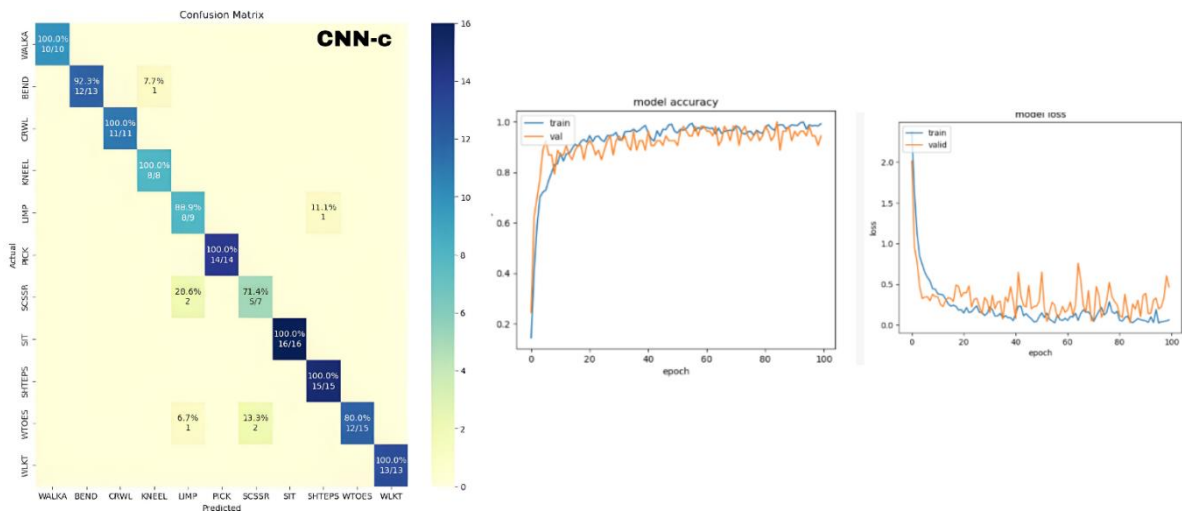 Confusion Matrix
CNN-c
WALKA
BEND
CRWL
KNEEL
LIMP
PICK
SCSSR
SIT
SHTEPS
WTOES
WLKT
Actual
100.0%
10/10
92.3% 7.7%
12/13 1
100.0%
11/11
100.0%
8/8
88.9% 11.1%
8/9 1
100.0%
14/14
28.6% 71.4%
2 5/7
100.0%
16/16
100.0%
15/15
6.7% 13.3% 80.0%
1 2 12/15
100.0%
13/13
WALKA BEND CRWL KNEEL LIMP PICK SCSSR SIT SHTEPS WTOES WLKT
Predicted
16
14
12
10
8
6
4
2
0
model accuracy
train
val
1.0
0.8
0.6
0.4
0.2
0 20 40 60 80 100
epoch
model loss
train
valid
loss
2.0
1.5
1.0
0.5
0.0
0 20 40 60 80 100
epoch